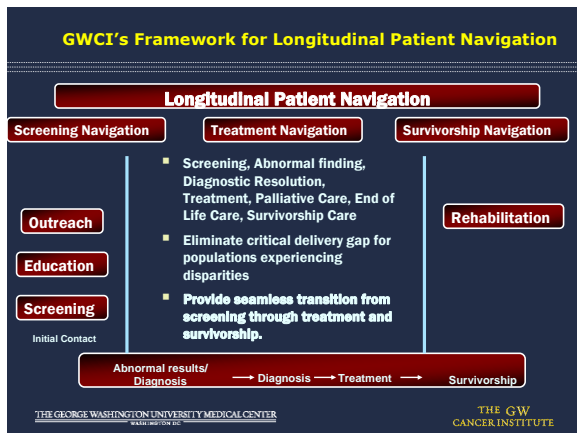 GWCI's Framework for Longitudinal Patient Navigation
Longitudinal Patient Navigation
Screening Navigation
Treatment Navigation
Survivorship Navigation
Outreach
Education
Screening
Initial Contact
Screening, Abnormal finding,
Diagnostic Resolution,
Treatment, Palliative Care, End of
Life Care, Survivorship Care
Eliminate critical delivery gap for
populations experiencing
disparities
Provide seamless transition from
screening through treatment and
survivorship.
Rehabilitation
Abnormal results/
Diagnosis → Diagnosis → Treatment → Survivorship
THE GEORGE WASHINGTON UNIVERSITY MEDICAL CENTER
WASHINGTON DC
THE GW
CANCER INSTITUTE